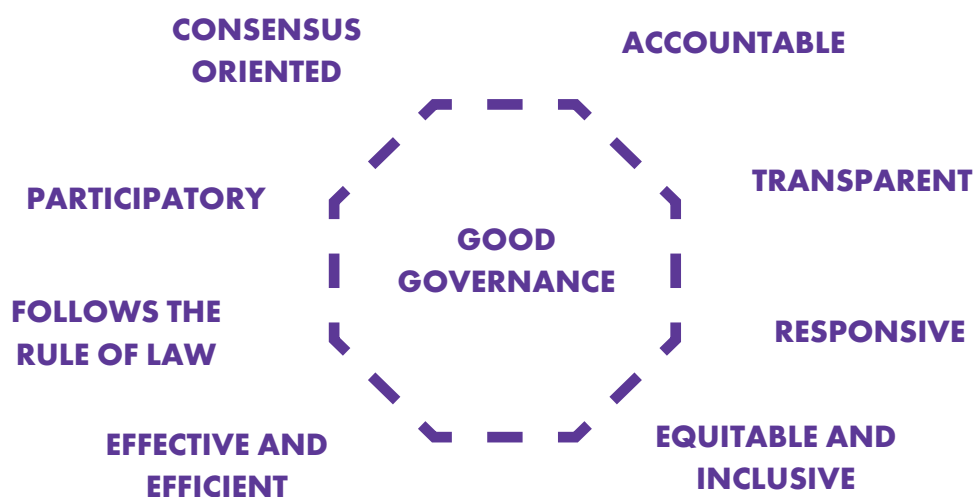 CONSENSUS
ORIENTED
ACCOUNTABLE
PARTICIPATORY
TRANSPARENT
GOOD
GOVERNANCE
FOLLOWS THE
RULE OF LAW
RESPONSIVE
EFFECTIVE AND
EFFICIENT
EQUITABLE AND
INCLUSIVE